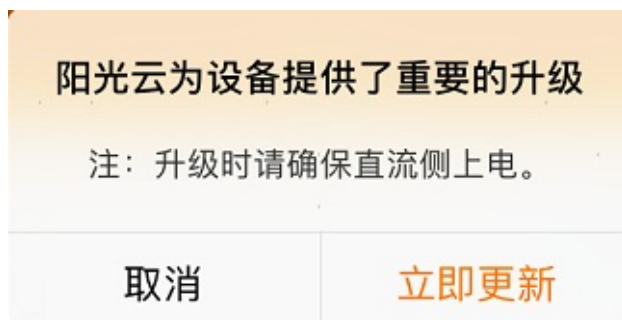 阳光云为设备提供了重要的升级
注：升级时请确保直流侧上电。
取消
立即更新